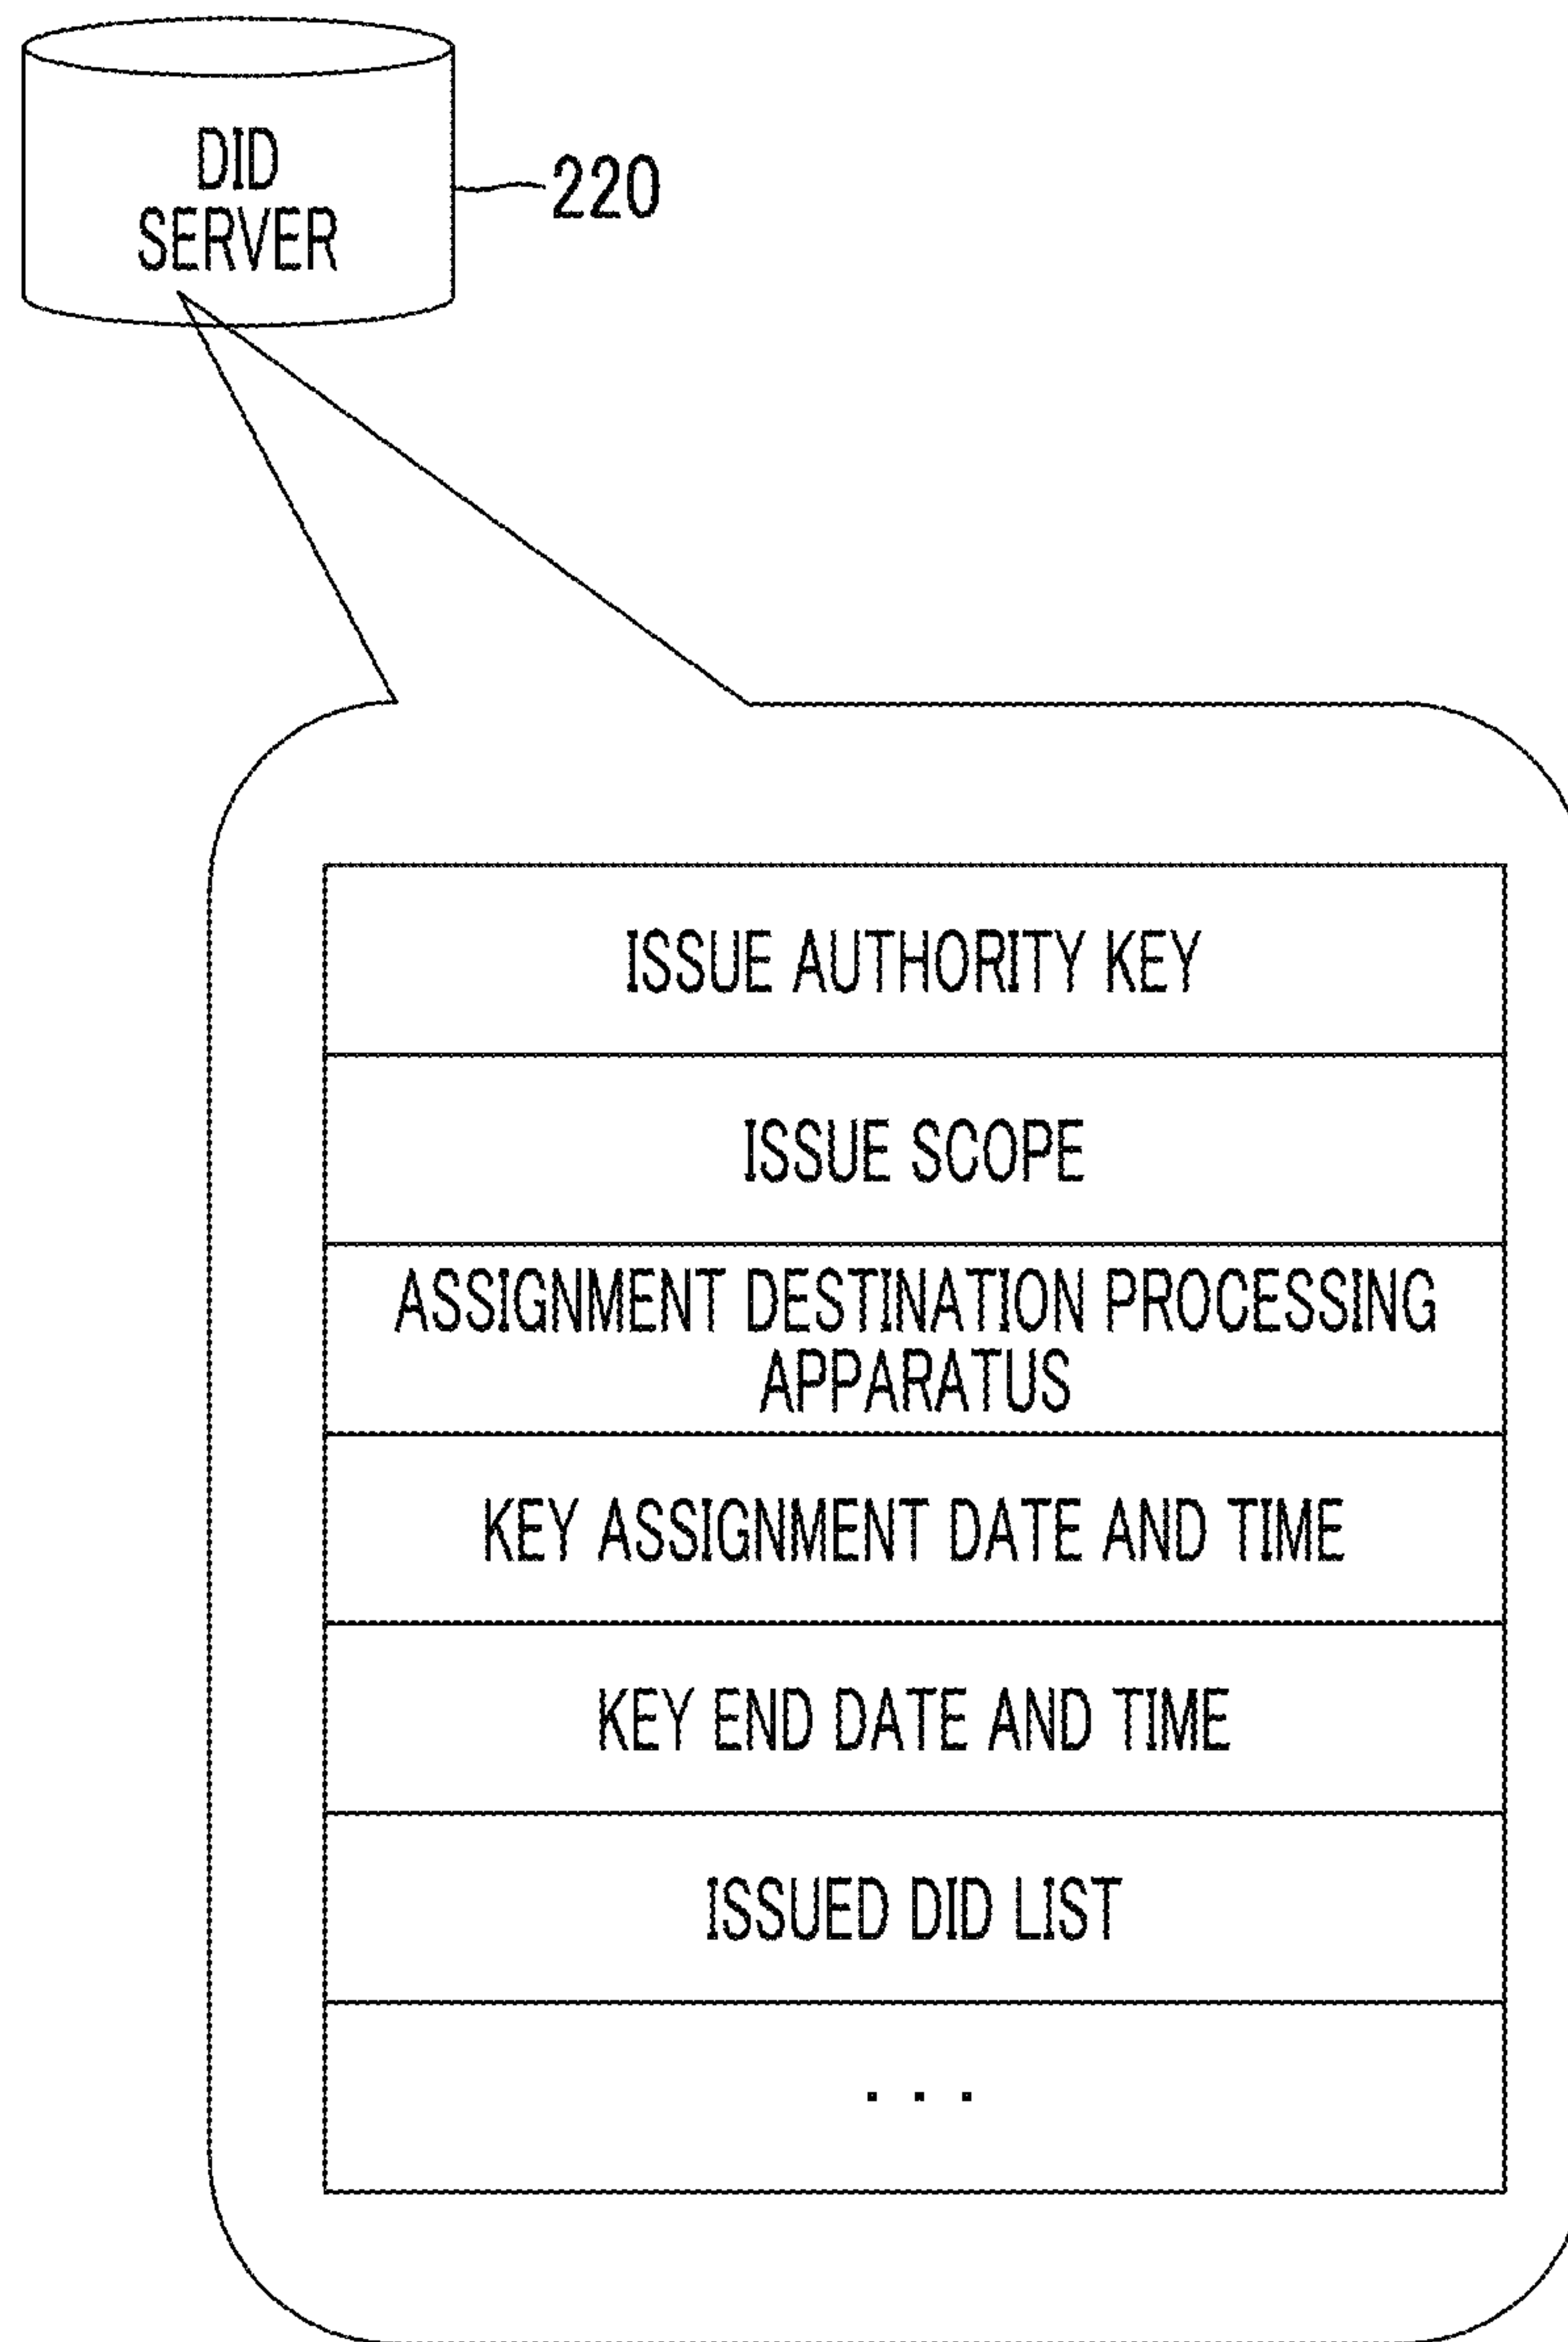 DID
SERVER
220
ISSUE AUTHORITY KEY
ISSUE SCOPE
ASSIGNMENT DESTINATION PROCESSING
APPARATUS
KEY ASSIGNMENT DATE AND TIME
KEY END DATE AND TIME
ISSUED DID LIST
. . .